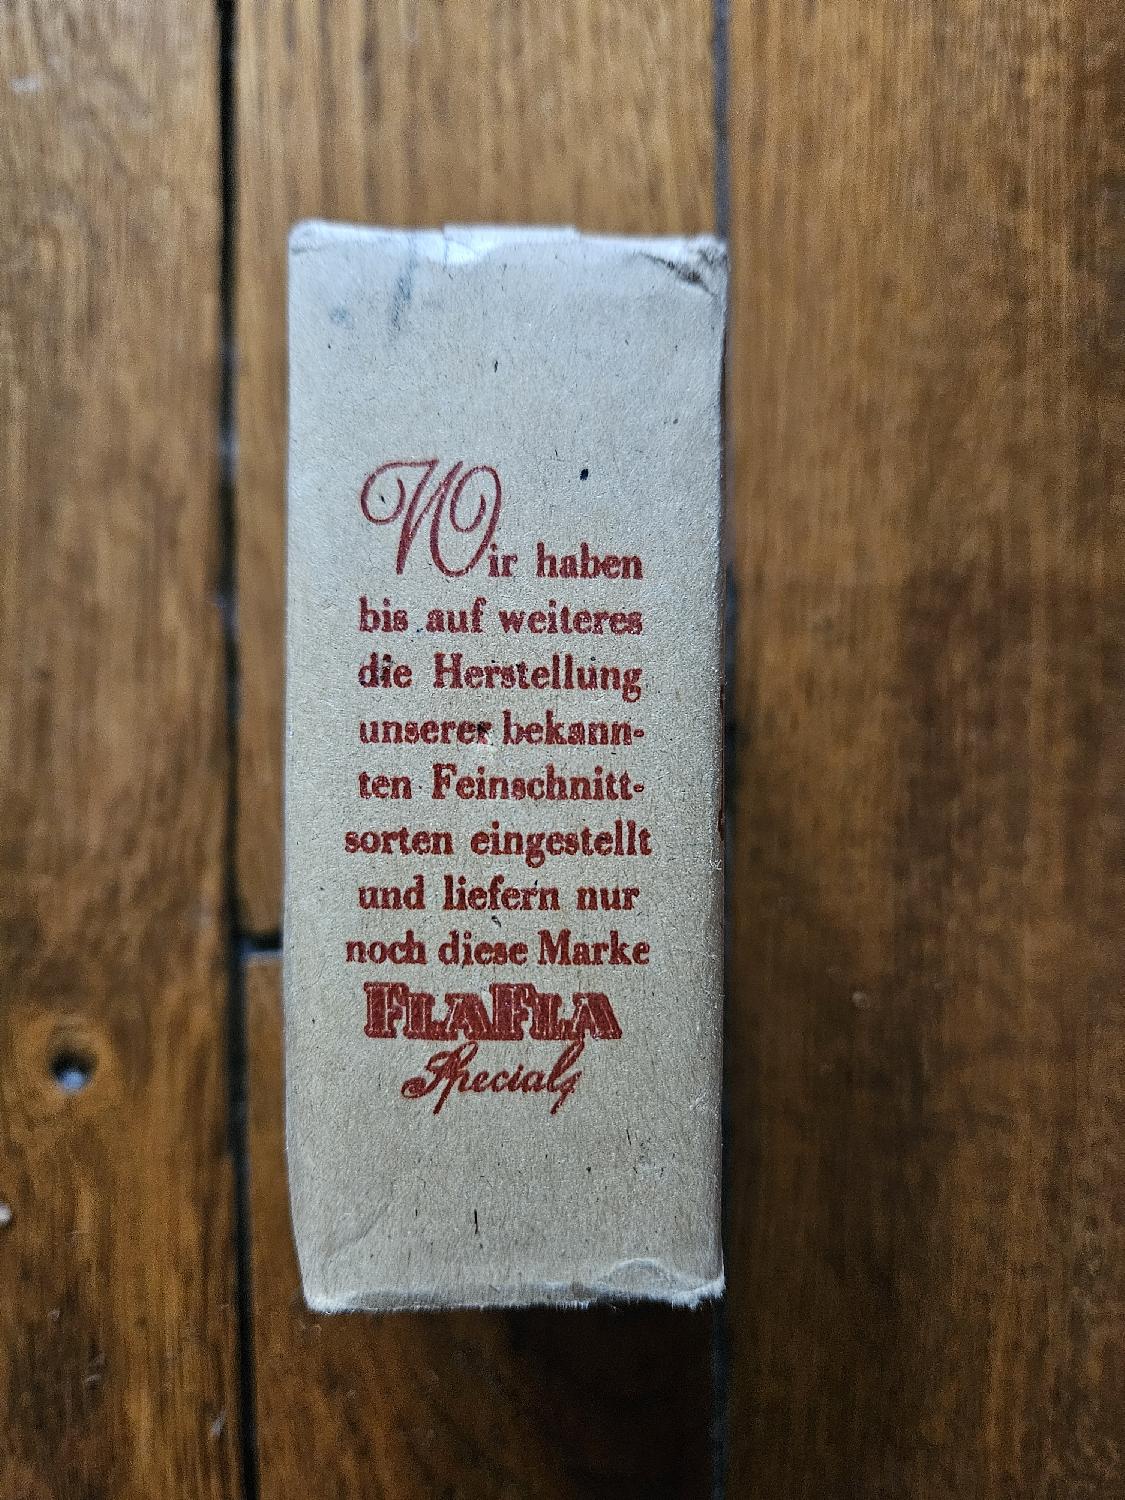 Wir haben
bis auf weiteres
die Herstellung
unserer bekann-
ten Feinschnitt-
sorten eingestellt
und liefern nur
noch diese Marke
FLAFLA
Special